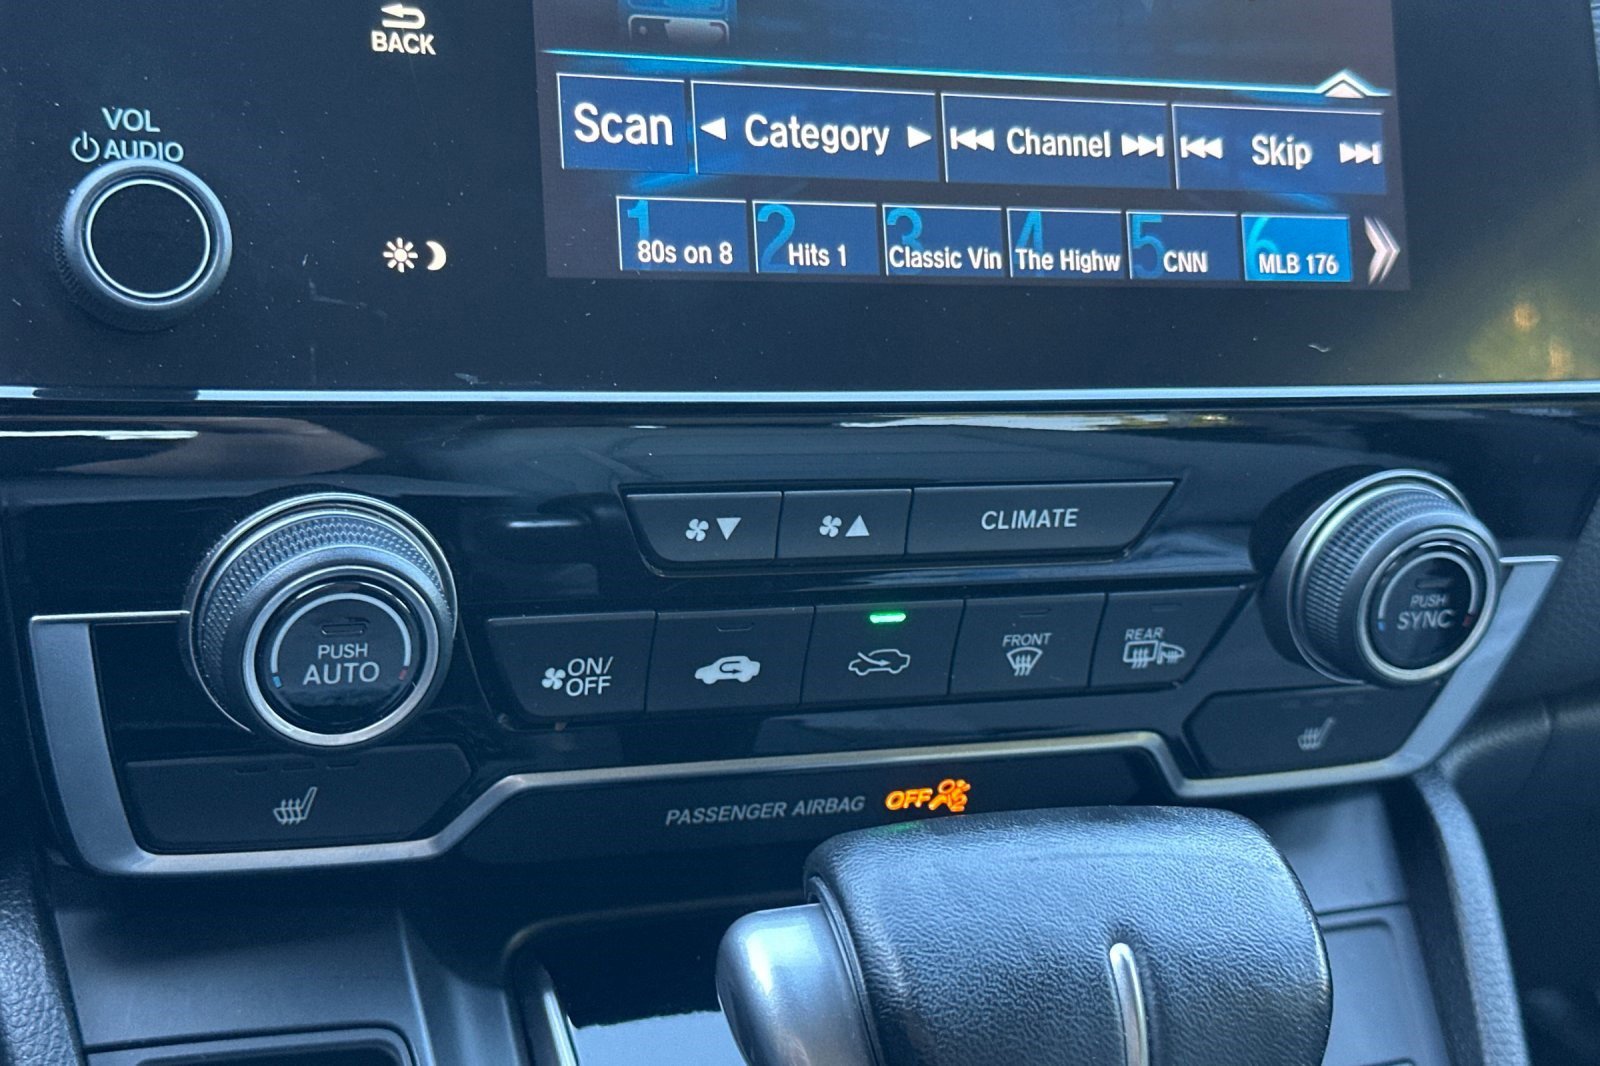 BACK
VOL
AUDIO
Scan
Category
Channel
Skip
1
80s on 8
2
Hits 1
3
Classic Vin
4
The Highw
5
CNN
6
MLB 176
CLIMATE
PUSH
AUTO
ON/
OFF
FRONT
REAR
PUSH
SYNC
PASSENGER AIRBAG
OFF
2